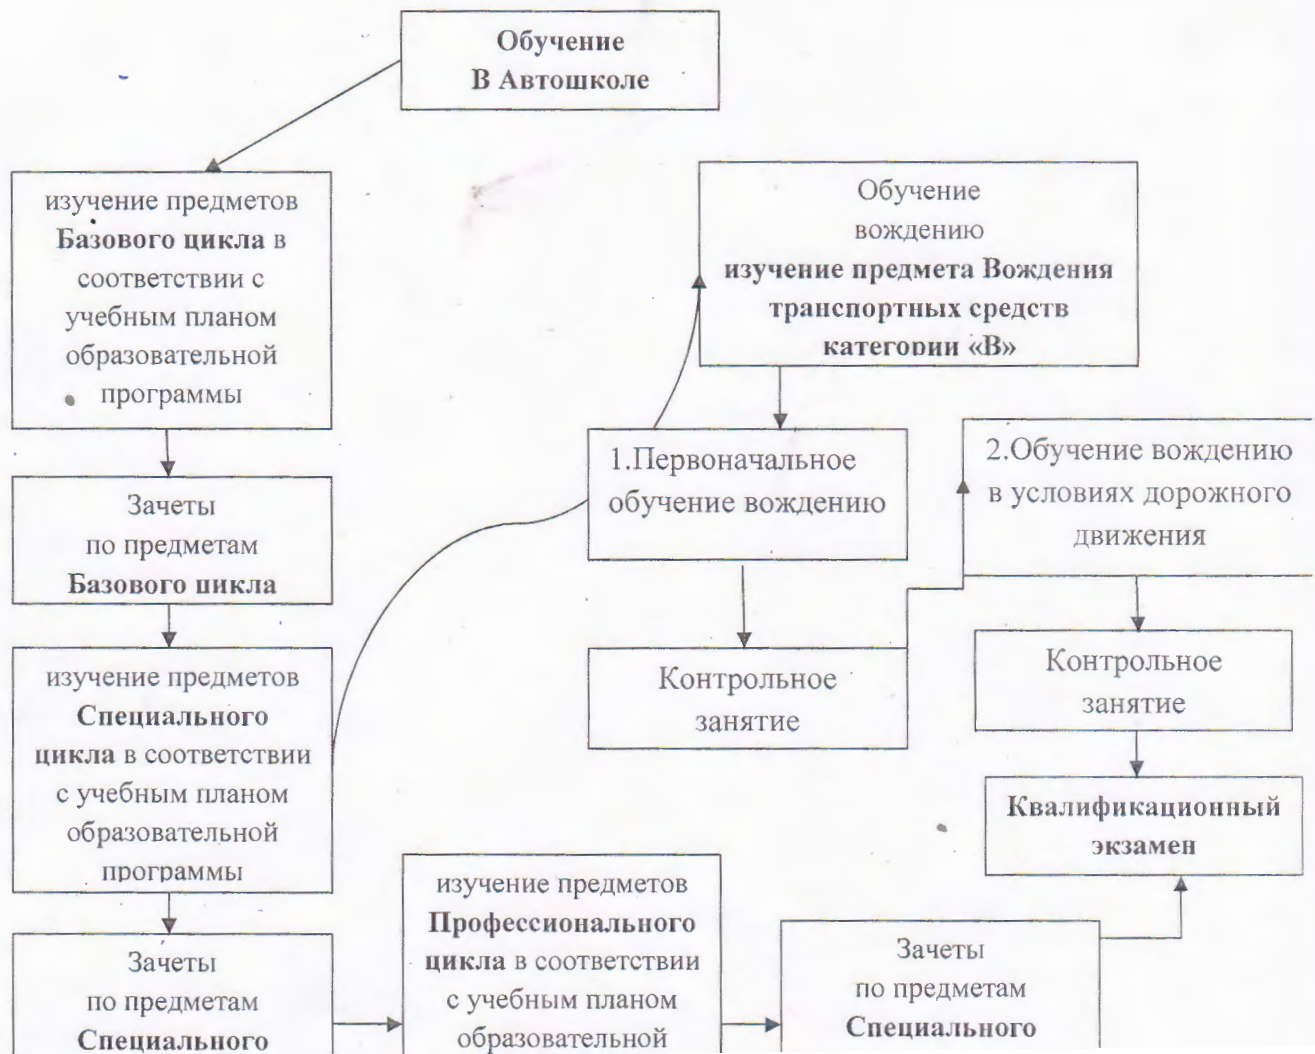 Обучение
В Автошколе
изучение предметов
Базового цикла в
соответствии с
учебным планом
образовательной
программы
Зачеты
по предметам
Базового цикла
изучение предметов
Специального
цикла в соответствии
с учебным планом
образовательной
программы
Зачеты
по предметам
Специального
изучение предметов
Профессионального
цикла в соответствии
с учебным планом
образовательной
Зачеты
по предметам
Специального
Обучение
вождению
изучение предмета Вождения
транспортных средств
категории «В»
1.Первоначальное
обучение вождению
Контрольное
занятие
2.Обучение вождению
в условиях дорожного
движения
Контрольное
занятие
Квалификационный
экзамен